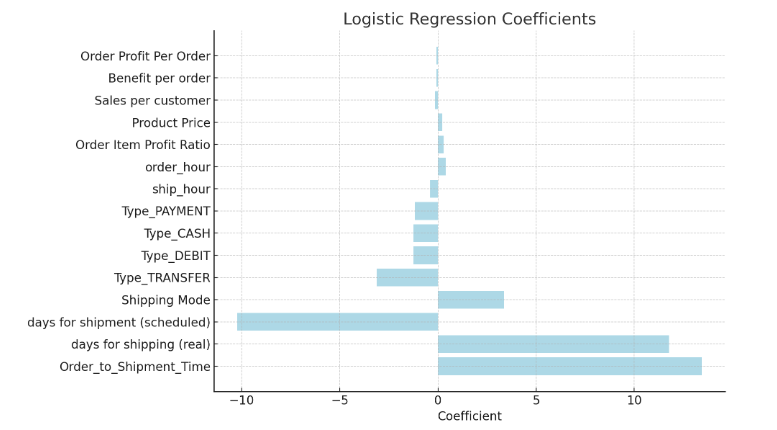 Logistic Regression Coefficients
Order Profit Per Order
Benefit per order
Sales per customer
Product Price
Order Item Profit Ratio
order_hour
ship_hour
Type_PAYMENT
Type_CASH
Type_DEBIT
Type_TRANSFER
Shipping Mode
days for shipment (scheduled)
days for shipping (real)
Order_to_Shipment_Time
−10 −5 0 5 10
Coefficient